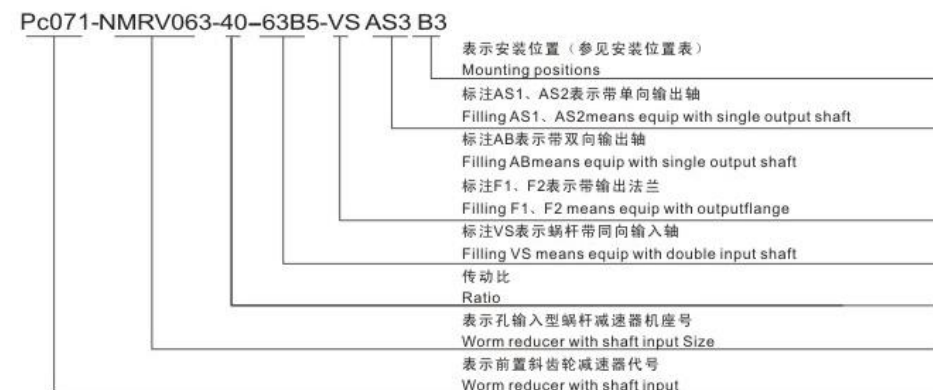 Pc071-NMRV063-40-63B5-VS AS3 B3
表示安装位置（参见安装位置表）
Mounting positions
标注AS1、AS2表示带单向输出轴
Filling AS1、AS2means equip with single output shaft
标注AB表示带双向输出轴
Filling ABmeans equip with single output shaft
标注F1、F2表示带输出法兰
Filling F1、F2 means equip with outputflange
标注VS表示蜗杆带同向输入轴
Filling VS means equip with double input shaft
传动比
Ratio
表示孔输入型蜗杆减速器机座号
Worm reducer with shaft input Size
表示前置斜齿轮减速器代号
Worm reducer with shaft input